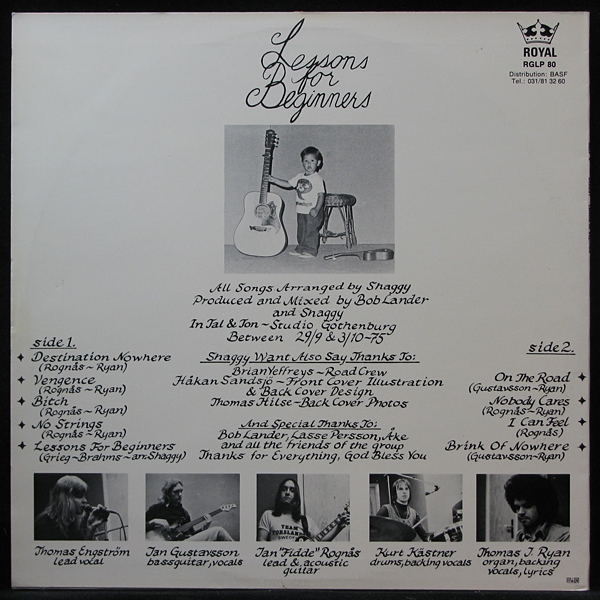 Lessons
for
Beginners
ROYAL
RGLP 80
Distribution: BASF
Tel.: 031/81 32 60
All Songs Arranged by Shaggy
Produced and Mixed by Bob Lander
and Shaggy
In Tal & Ton ~ Studio Gothenburg
Between 29/9 & 3/10-75
side 1.
Destination Nowhere
(Rognås ~ Ryan)
Vengence
(Rognås ~ Ryan)
Bitch
(Rognås ~ Ryan)
No Strings
(Rognås ~ Ryan)
Lessons For Beginners
(Grieg ~ Brahms ~ arr. Shaggy)
Shaggy Want Also Say Thanks To:
Brian Yeffreys ~ Road Crew
Håkan Sandsjö ~ Front Cover Illustration
& Back Cover Design
Thomas Hilse ~ Back Cover Photos
And Special Thanks To:
Bob Lander, Lasse Persson, Åke
and all the friends of the group
Thanks for Everything, God Bless You
side 2.
On The Road
(Gustavsson ~ Ryan)
Nobody Cares
(Rognås ~ Ryan)
I Can Feel
(Rognås)
Brink Of Nowhere
(Gustavsson ~ Ryan)
TEAM
Thomas Engström
lead vocal
Jan Gustavsson
bassguitar, vocals
Jan "Fidde" Rognås
lead & acoustic
guitar
Kurt Kästner
drums, backing vocals
Thomas J. Ryan
organ, backing
vocals, lyrics